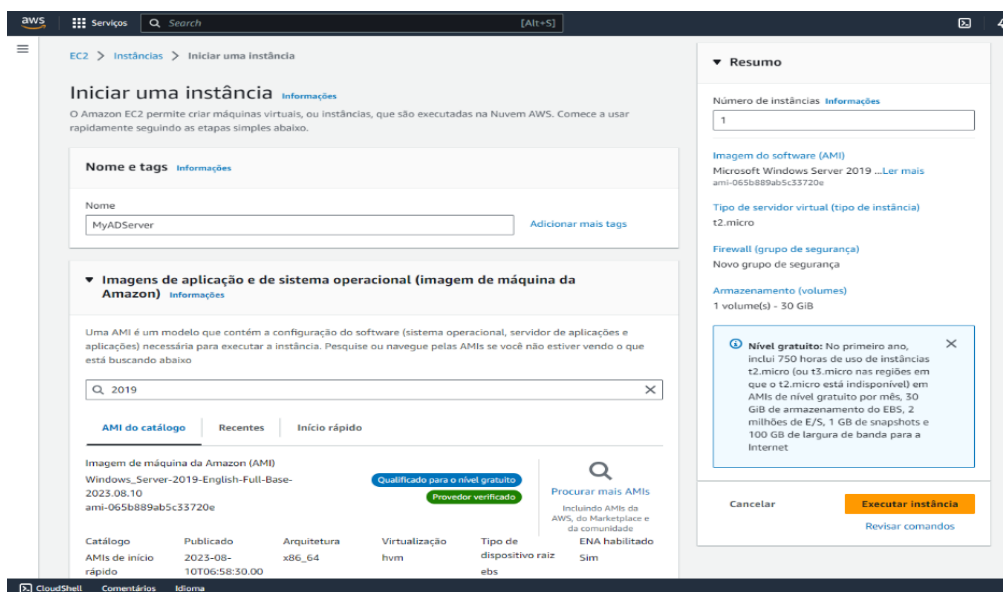 aws
Serviços
Search
[Alt+S]
EC2 > Instâncias > Iniciar uma instância
Iniciar uma instância Informações
O Amazon EC2 permite criar máquinas virtuais, ou instâncias, que são executadas na Nuvem AWS. Comece a usar
rapidamente seguindo as etapas simples abaixo.
Nome e tags Informações
Nome
MyADServer
Adicionar mais tags
Imagens de aplicação e de sistema operacional (imagem de máquina da
Amazon) Informações
Uma AMI é um modelo que contém a configuração do software (sistema operacional, servidor de aplicações e
aplicações) necessária para executar a instância. Pesquise ou navegue pelas AMIs se você não estiver vendo o que
está buscando abaixo
2019
AMI do catálogo
Recentes
Início rápido
Imagem de máquina da Amazon (AMI)
Windows_Server-2019-English-Full-Base-
2023.08.10
ami-065b889ab5c33720e
Qualificado para o nível gratuito
Provedor verificado
Procurar mais AMIs
Incluindo AMIs da
AWS, do Marketplace e
da comunidade
Catálogo
AMIs de início
rápido
Publicado
2023-08-
10T06:58:30.00
Arquitetura
x86_64
Virtualização
hvm
Tipo de
dispositivo raiz
ebs
ENA habilitado
Sim
Resumo
Número de instâncias Informações
1
Imagem do software (AMI)
Microsoft Windows Server 2019 ...Ler mais
ami-065b889ab5c33720e
Tipo de servidor virtual (tipo de instância)
t2.micro
Firewall (grupo de segurança)
Novo grupo de segurança
Armazenamento (volumes)
1 volume(s) - 30 GiB
Nível gratuito: No primeiro ano,
inclui 750 horas de uso de instâncias
t2.micro (ou t3.micro nas regiões em
que o t2.micro está indisponível) em
AMIs de nível gratuito por mês, 30
GiB de armazenamento do EBS, 2
milhões de E/S, 1 GB de snapshots e
100 GB de largura de banda para a
Internet
Cancelar
Executar instância
Revisar comandos
CloudShell
Comentários
Idioma